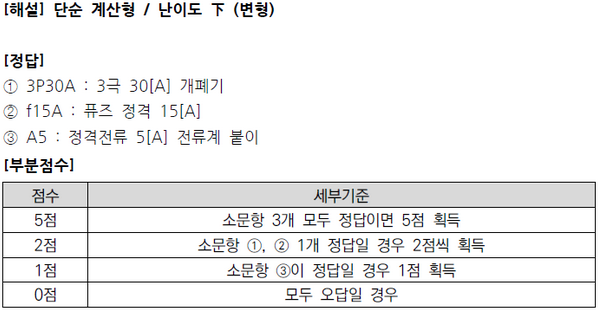 [해설] 단순 계산형 / 난이도 下 (변형)
[정답]
① 3P30A : 3극 30[A] 개폐기
② f15A : 퓨즈 정격 15[A]
③ A5 : 정격전류 5[A] 전류계 붙이
[부분점수]
점수 세부기준
5점 소문항 3개 모두 정답이면 5점 획득
2점 소문항 ①, ② 1개 정답일 경우 2점씩 획득
1점 소문항 ③이 정답일 경우 1점 획득
0점 모두 오답일 경우